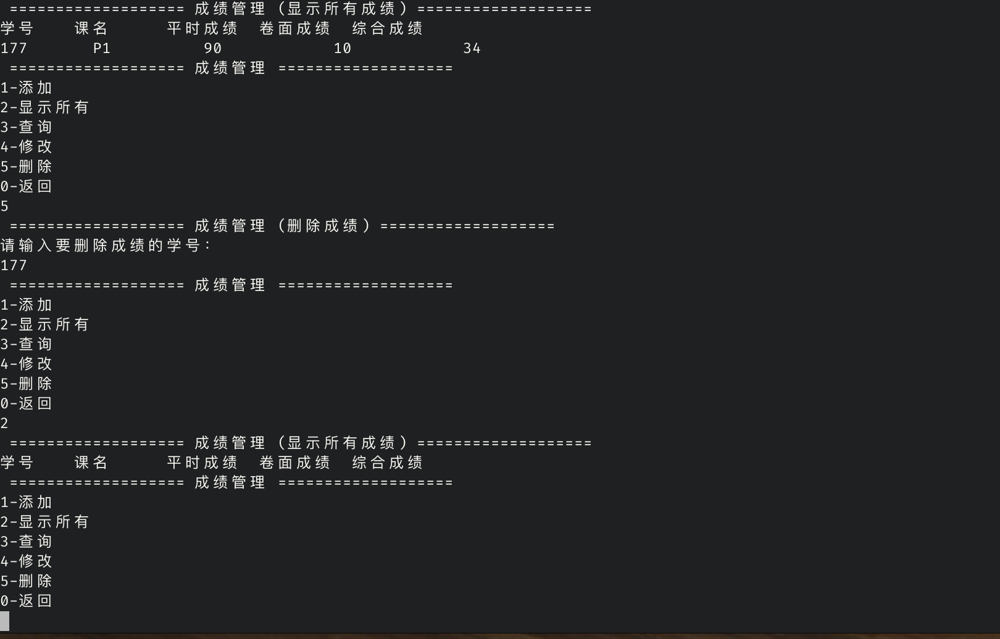 =================== 成绩管理（显示所有成绩）===================
学号 课名 平时成绩 卷面成绩 综合成绩
177 P1 90 10 34
=================== 成绩管理 ===================
1-添加
2-显示所有
3-查询
4-修改
5-删除
0-返回
5
=================== 成绩管理（删除成绩）===================
请输入要删除成绩的学号：
177
=================== 成绩管理 ===================
1-添加
2-显示所有
3-查询
4-修改
5-删除
0-返回
2
=================== 成绩管理（显示所有成绩）===================
学号 课名 平时成绩 卷面成绩 综合成绩
=================== 成绩管理 ===================
1-添加
2-显示所有
3-查询
4-修改
5-删除
0-返回